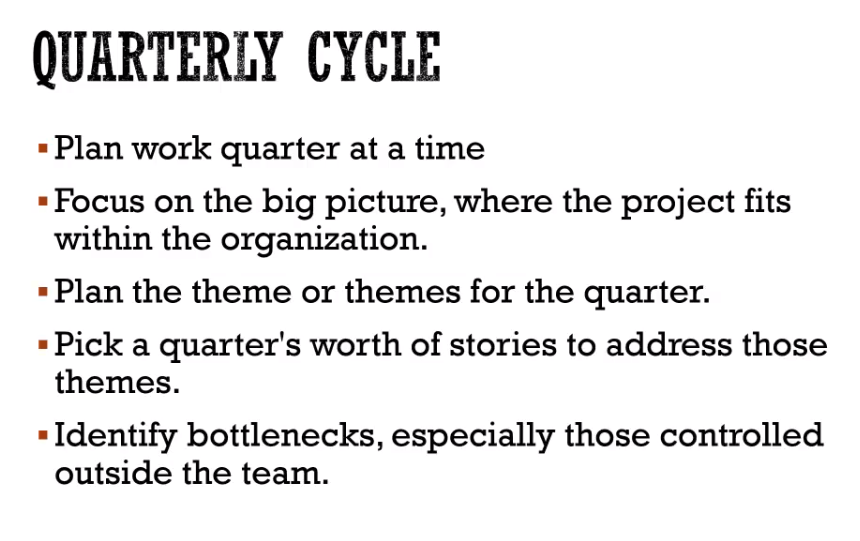 QUARTERLY CYCLE
▪Plan work quarter at a time
▪Focus on the big picture, where the project fits
within the organization.
▪Plan the theme or themes for the quarter.
▪Pick a quarter's worth of stories to address those
themes.
▪Identify bottlenecks, especially those controlled
outside the team.